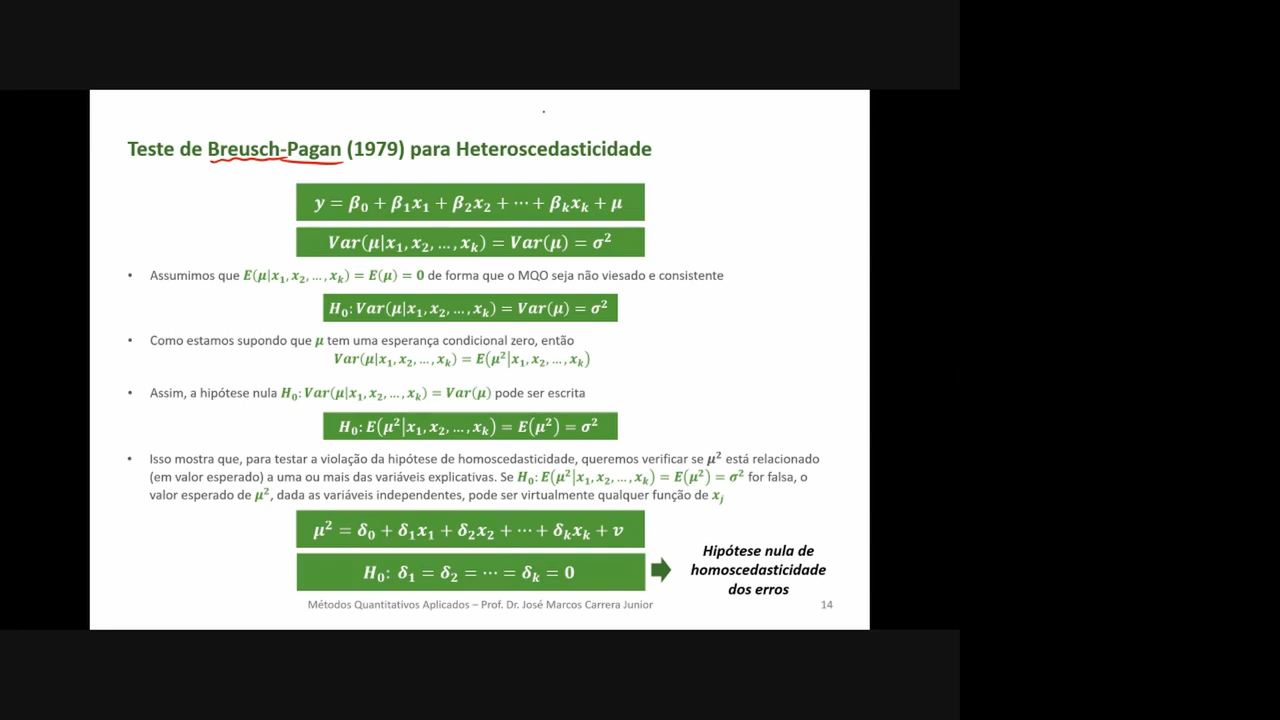 Teste de Breusch-Pagan (1979) para Heteroscedasticidade
y = β₀ + β₁x₁ + β₂x₂ + ⋯ + βₖxₖ + μ
Var(μ|x₁, x₂, …, xₖ) = Var(μ) = σ²
• Assumimos que E(μ|x₁, x₂, …, xₖ) = E(μ) = 0 de forma que o MQO seja não viesado e consistente
H₀: Var(μ|x₁, x₂, …, xₖ) = Var(μ) = σ²
• Como estamos supondo que μ tem uma esperança condicional zero, então
Var(μ|x₁, x₂, …, xₖ) = E(μ²|x₁, x₂, …, xₖ)
• Assim, a hipótese nula H₀: Var(μ|x₁, x₂, …, xₖ) = Var(μ) pode ser escrita
H₀: E(μ²|x₁, x₂, …, xₖ) = E(μ²) = σ²
• Isso mostra que, para testar a violação da hipótese de homoscedasticidade, queremos verificar se μ² está relacionado
(em valor esperado) a uma ou mais das variáveis explicativas. Se H₀: E(μ²|x₁, x₂, …, xₖ) = E(μ²) = σ² for falsa, o
valor esperado de μ², dada as variáveis independentes, pode ser virtualmente qualquer função de xⱼ
μ² = δ₀ + δ₁x₁ + δ₂x₂ + ⋯ + δₖxₖ + v
H₀: δ₁ = δ₂ = ⋯ = δₖ = 0
Hipótese nula de
homoscedasticidade
dos erros
Métodos Quantitativos Aplicados – Prof. Dr. José Marcos Carrera Junior
14